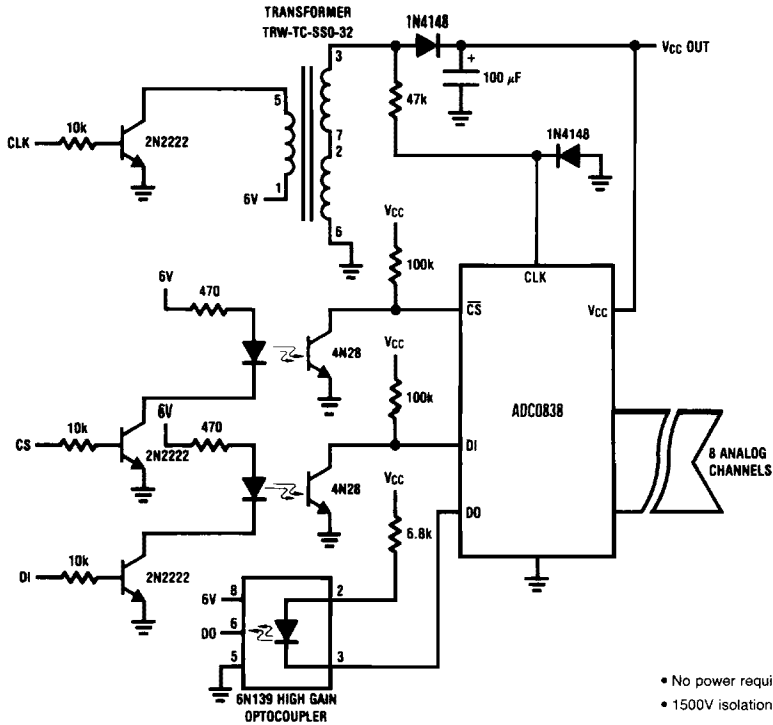 TRANSFORMER
TRW-TC-SSO-32
1N4148
VCC OUT
3
+
100 µF
47k
5
10k
2N2222
CLK
7
2
1N4148
6V
1
6
VCC
100k
CLK
6V
470
CS
VCC
4N28
VCC
100k
ADC0838
10k
6V
470
CS
2N2222
DI
8 ANALOG
CHANNELS
4N28
VCC
DO
6.8k
10k
DI
2N2222
6V
8
2
DO
6
5
3
6N139 HIGH GAIN
OPTOCOUPLER
• No power requi
• 1500V isolation